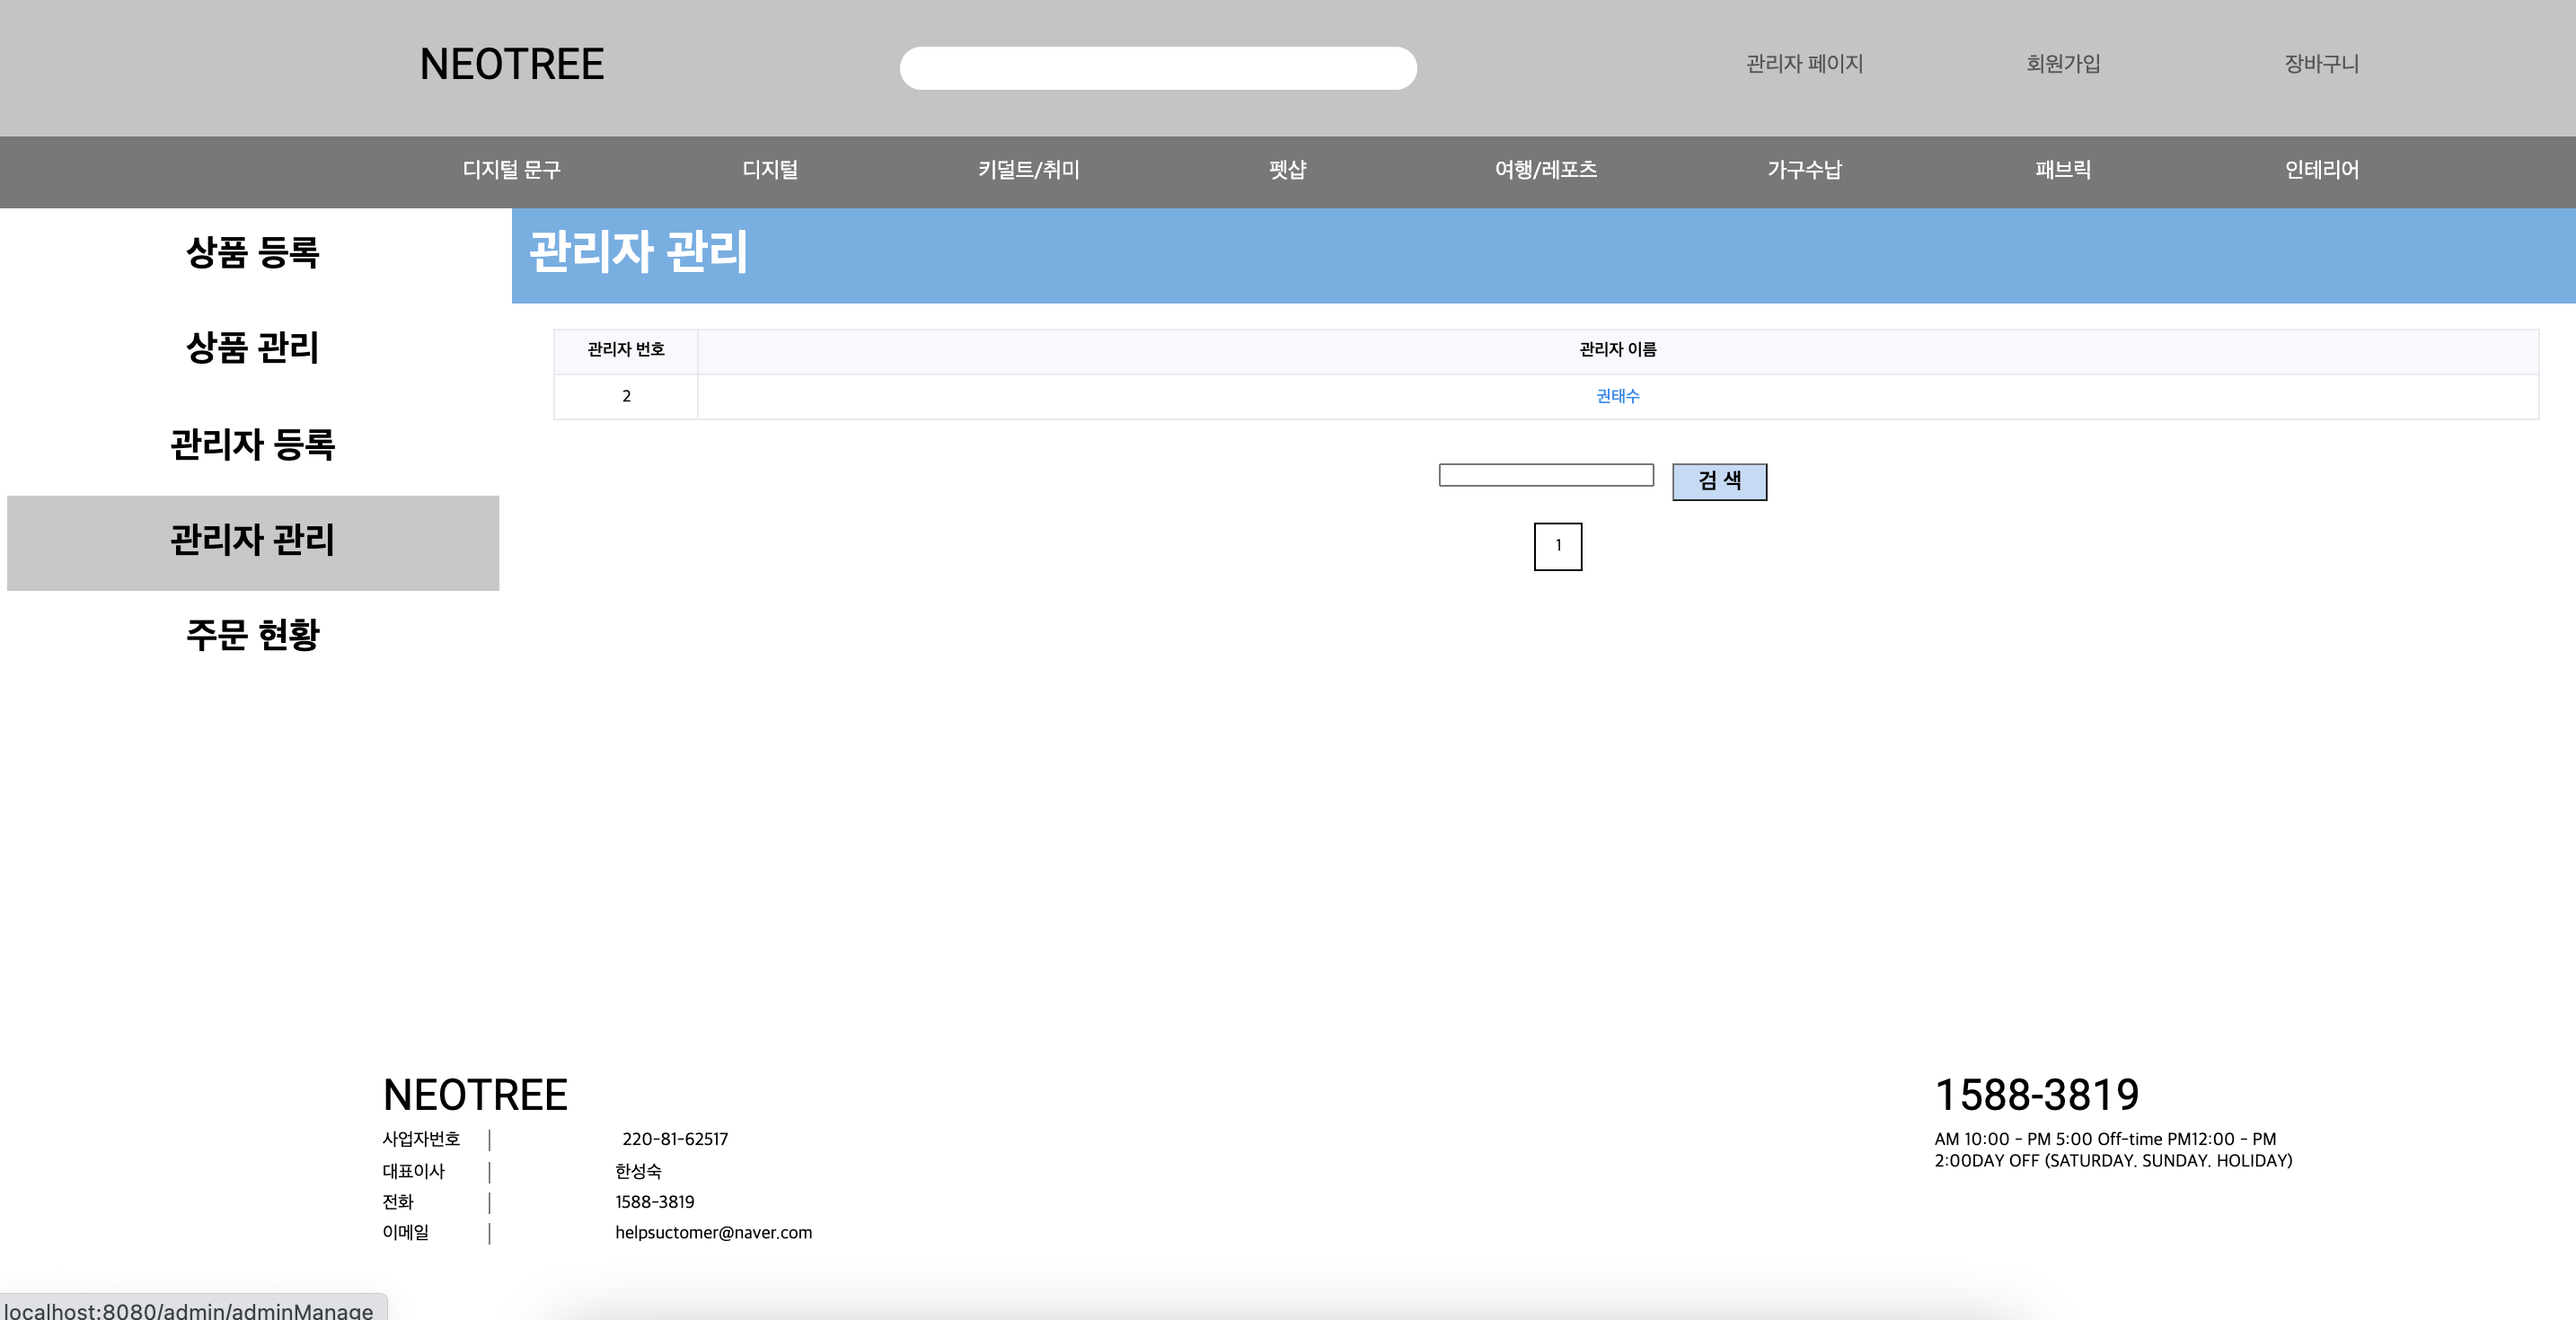 NEOTREE 관리자 페이지 회원가입 장바구니
디지털 문구 디지털 키덜트/취미 펫샵 여행/레포츠 가구수납 패브릭 인테리어
상품 등록
상품 관리
관리자 등록
관리자 관리
주문 현황
관리자 관리
관리자 번호 관리자 이름
2 권태수
검 색
1
NEOTREE
사업자번호 | 220-81-62517
대표이사 | 한성숙
전화 | 1588-3819
이메일 | helpsuctomer@naver.com
1588-3819
AM 10:00 - PM 5:00 Off-time PM12:00 - PM
2:00DAY OFF (SATURDAY. SUNDAY. HOLIDAY)
localhost:8080/admin/adminManage